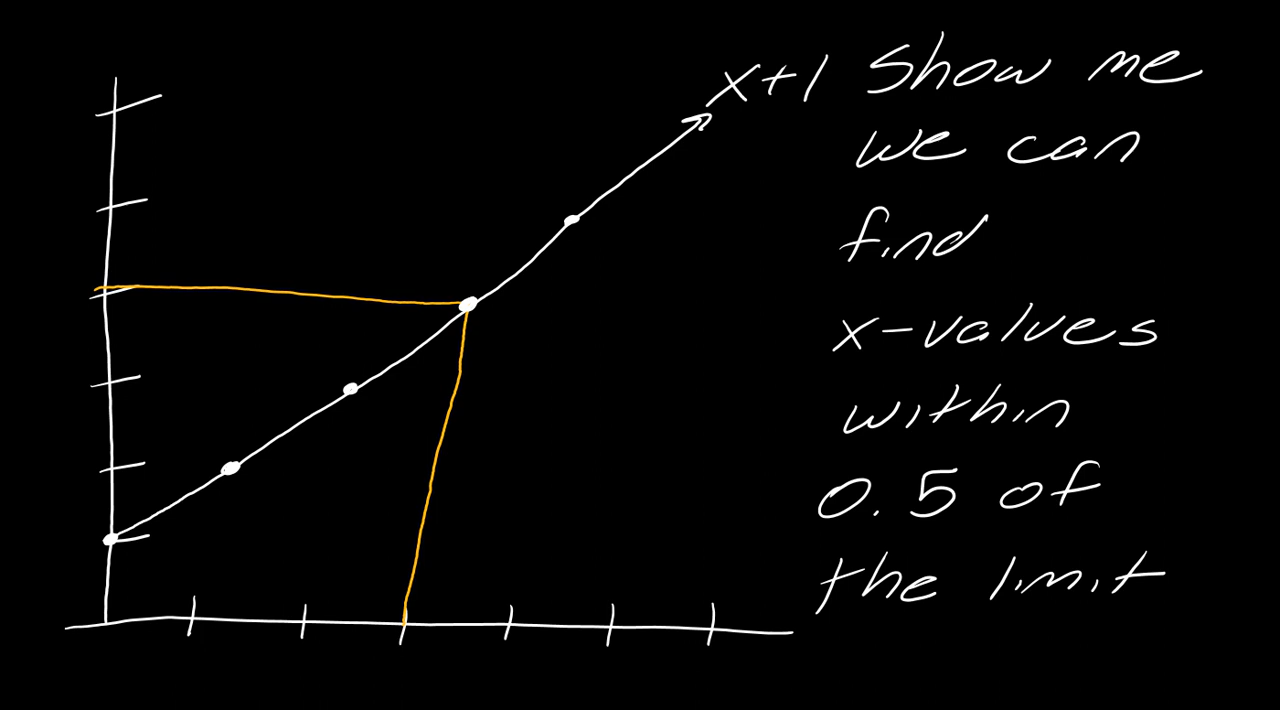 x+1
Show me
we can
find
x-values
within
0.5 of
the limit